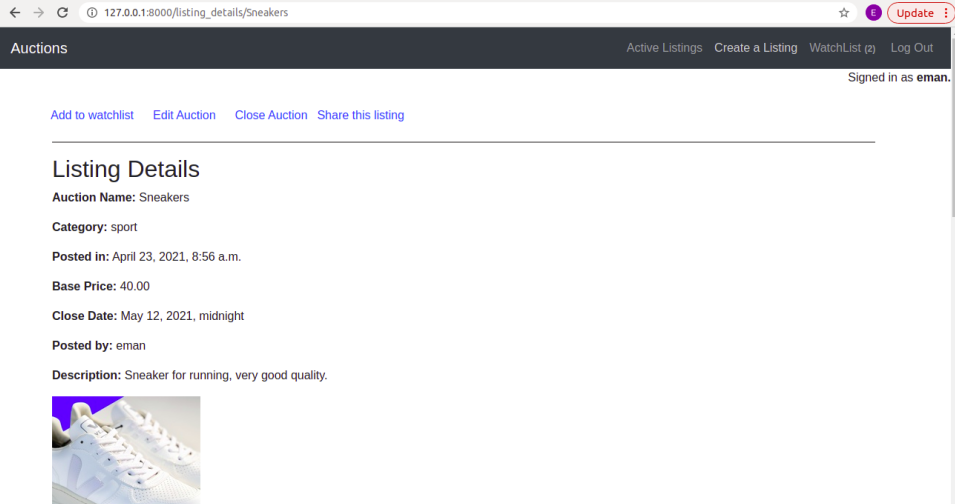 127.0.0.1:8000/listing_details/Sneakers
E
Update
Auctions
Active Listings Create a Listing WatchList (2) Log Out
Signed in as eman.
Add to watchlist Edit Auction Close Auction Share this listing
Listing Details
Auction Name: Sneakers
Category: sport
Posted in: April 23, 2021, 8:56 a.m.
Base Price: 40.00
Close Date: May 12, 2021, midnight
Posted by: eman
Description: Sneaker for running, very good quality.